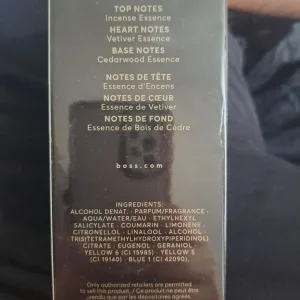 TOP NOTES
Incense Essence
HEART NOTES
Vetiver Essence
BASE NOTES
Cedarwood Essence
NOTES DE TÊTE
Essence d'Encens
NOTES DE CŒUR
Essence de Vetiver
NOTES DE FOND
Essence de Bois de Cèdre
boss.com
INGREDIENTS:
ALCOHOL DENAT. · PARFUM/FRAGRANCE ·
AQUA/WATER/EAU · ETHYLHEXYL
SALICYLATE · COUMARIN · LIMONENE ·
CITRONELLOL · LINALOOL · ALCOHOL ·
TRIS(TETRAMETHYLHYDROXYPIPERIDINOL)
CITRATE · EUGENOL · GERANIOL ·
YELLOW 6 (CI 15985) · YELLOW 5
(CI 19140) · BLUE 1 (CI 42090).
Only authorized retailers are permitted
to sell this product. / Ce produit ne peut être
vendu que par les dépositaires agréés.